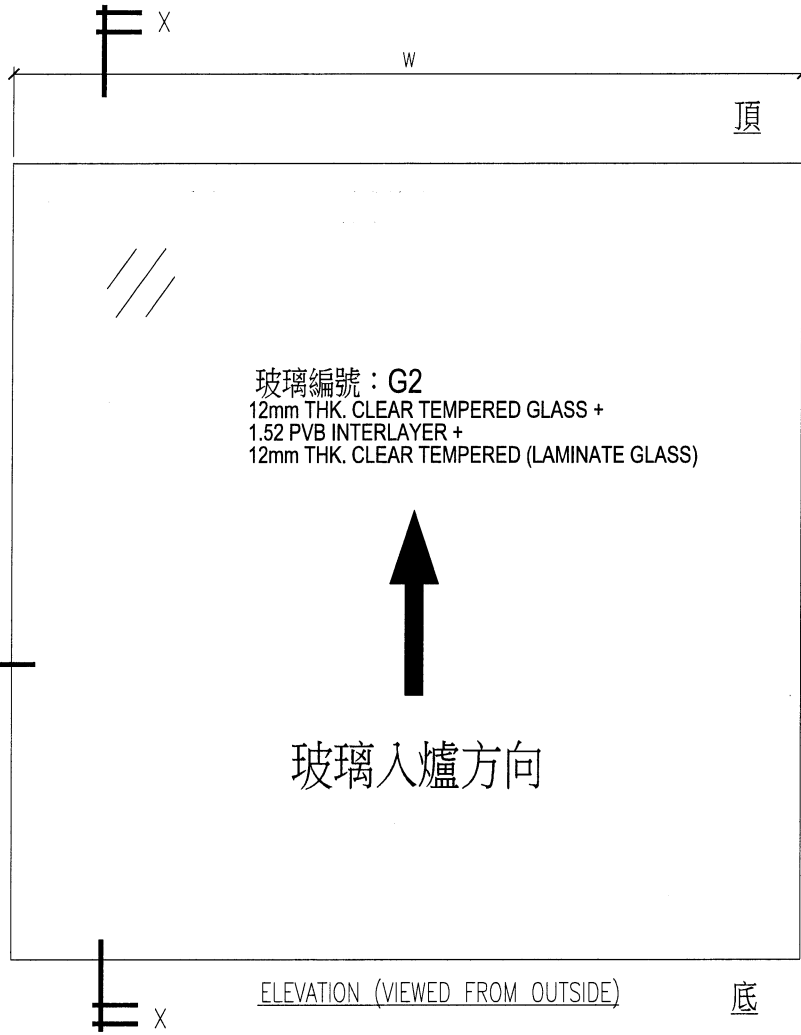 X
W
頂
玻璃編號：G2
12mm THK. CLEAR TEMPERED GLASS +
1.52 PVB INTERLAYER +
12mm THK. CLEAR TEMPERED (LAMINATE GLASS)
玻璃入爐方向
ELEVATION (VIEWED FROM OUTSIDE)
底
X